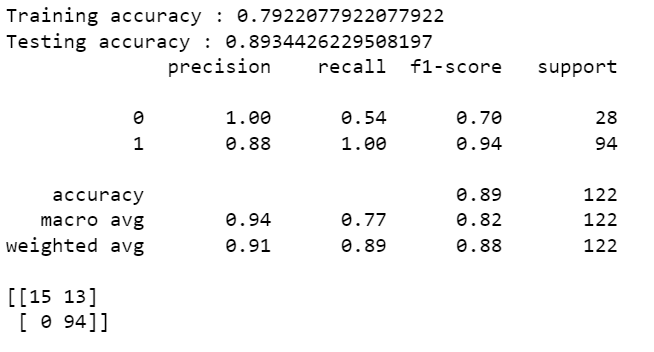 Training accuracy : 0.7922077922077922
Testing accuracy : 0.8934426229508197
precision recall f1-score support
0 1.00 0.54 0.70 28
1 0.88 1.00 0.94 94
accuracy 0.89 122
macro avg 0.94 0.77 0.82 122
weighted avg 0.91 0.89 0.88 122
[[15 13]
[ 0 94]]